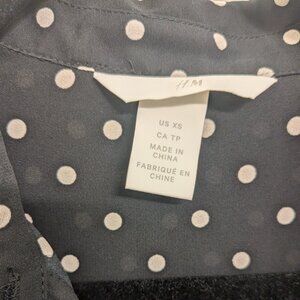 H&M
US XS
CA TP
MADE IN
CHINA
FABRIQUÉ EN
CHINE